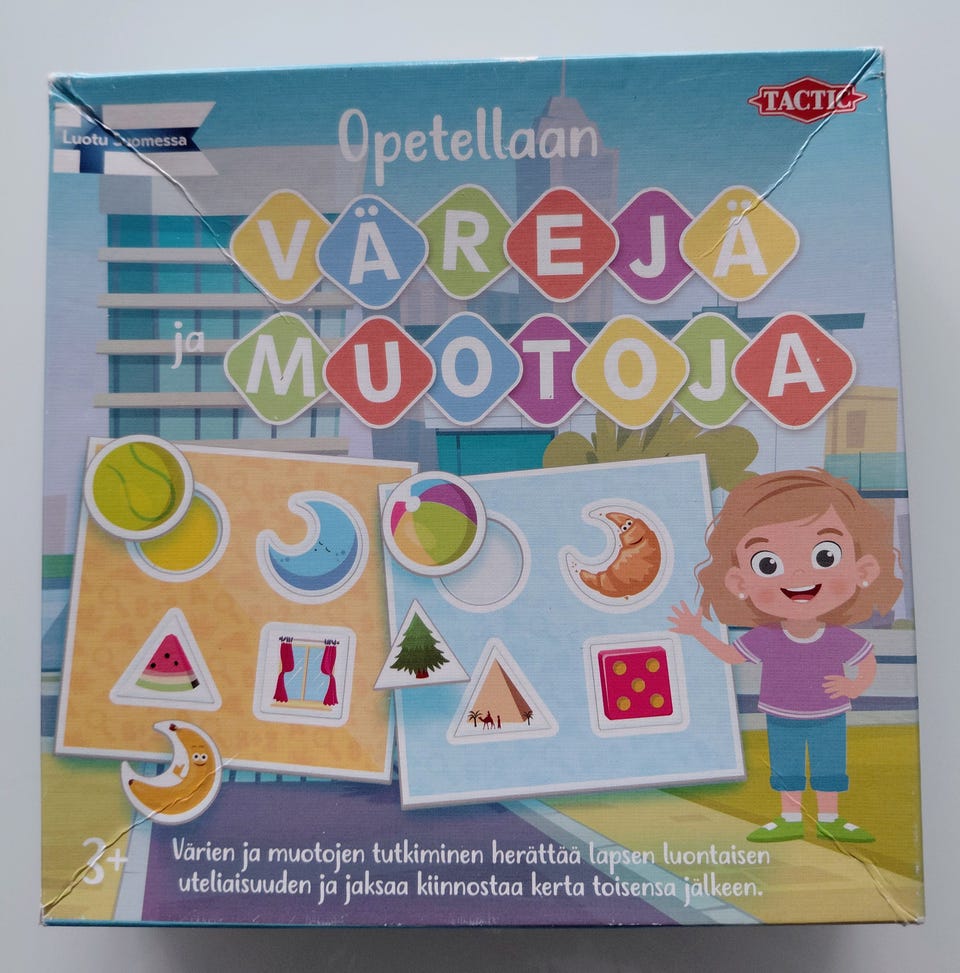 Luotu Suomessa
TACTIC
Opetellaan
VÄREJÄ
ja MUOTOJA
3+
Värien ja muotojen tutkiminen herättää lapsen luontaisen
uteliaisuuden ja jaksaa kiinnostaa kerta toisensa jälkeen.